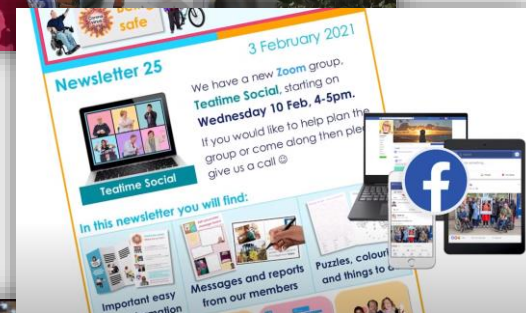 safe
Newsletter 25
3 February 2021
We have a new Zoom group,
Teatime Social, starting on
Wednesday 10 Feb, 4-5pm.
If you would like to help plan the
group or come along then
give us a call ☺
Teatime Social
In this newsletter you will find:
Important easy
Messages and reports
from our members
Puzzles,
and things to
f